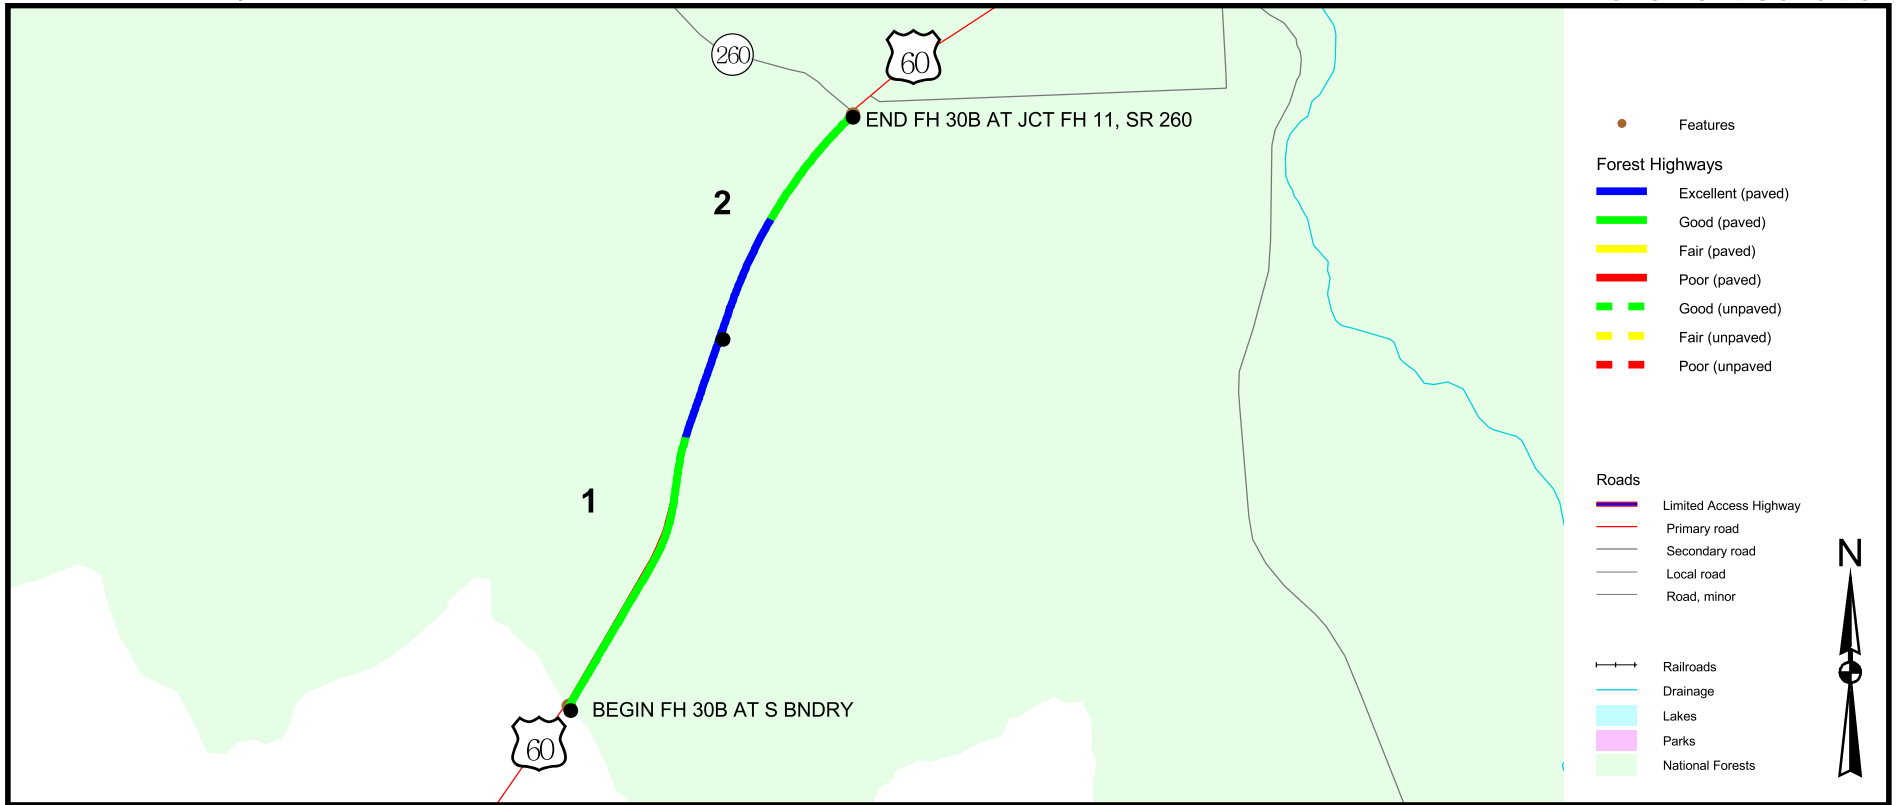 260
60
END FH 30B AT JCT FH 11, SR 260
2
1
BEGIN FH 30B AT S BNDRY
60
Features
Forest Highways
Excellent (paved)
Good (paved)
Fair (paved)
Poor (paved)
Good (unpaved)
Fair (unpaved)
Poor (unpaved
Roads
Limited Access Highway
Primary road
Secondary road
Local road
Road, minor
N
Railroads
Drainage
Lakes
Parks
National Forests